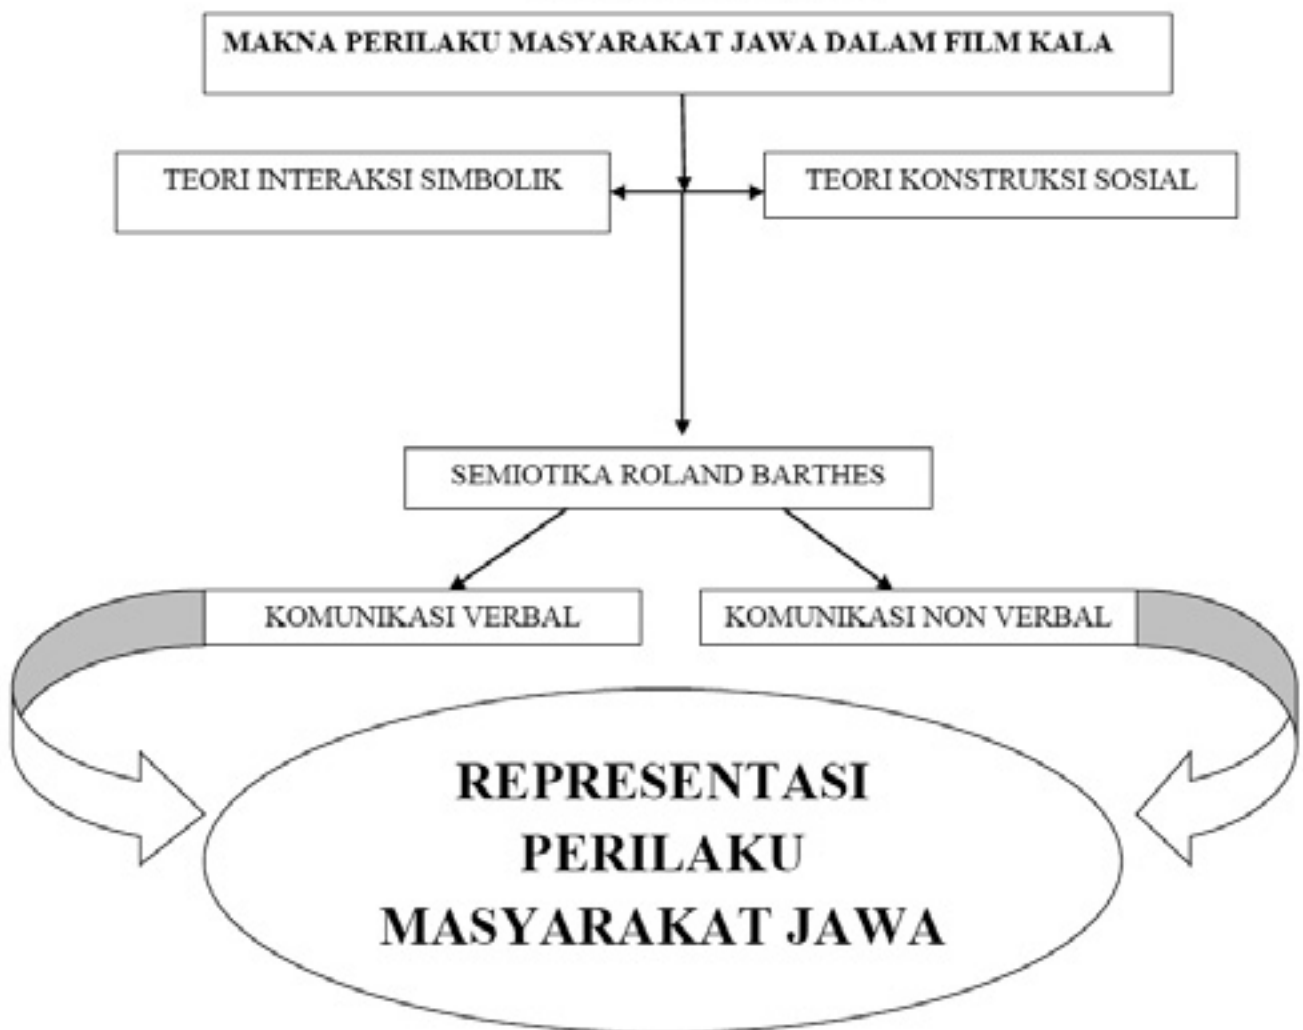 MAKNA PERILAKU MASYARAKAT JAWA DALAM FILM KALA
TEORI INTERAKSI SIMBOLIK
TEORI KONSTRUKSI SOSIAL
SEMIOTIKA ROLAND BARTHES
KOMUNIKASI VERBAL
KOMUNIKASI NON VERBAL
REPRESENTASI
PERILAKU
MASYARAKAT JAWA